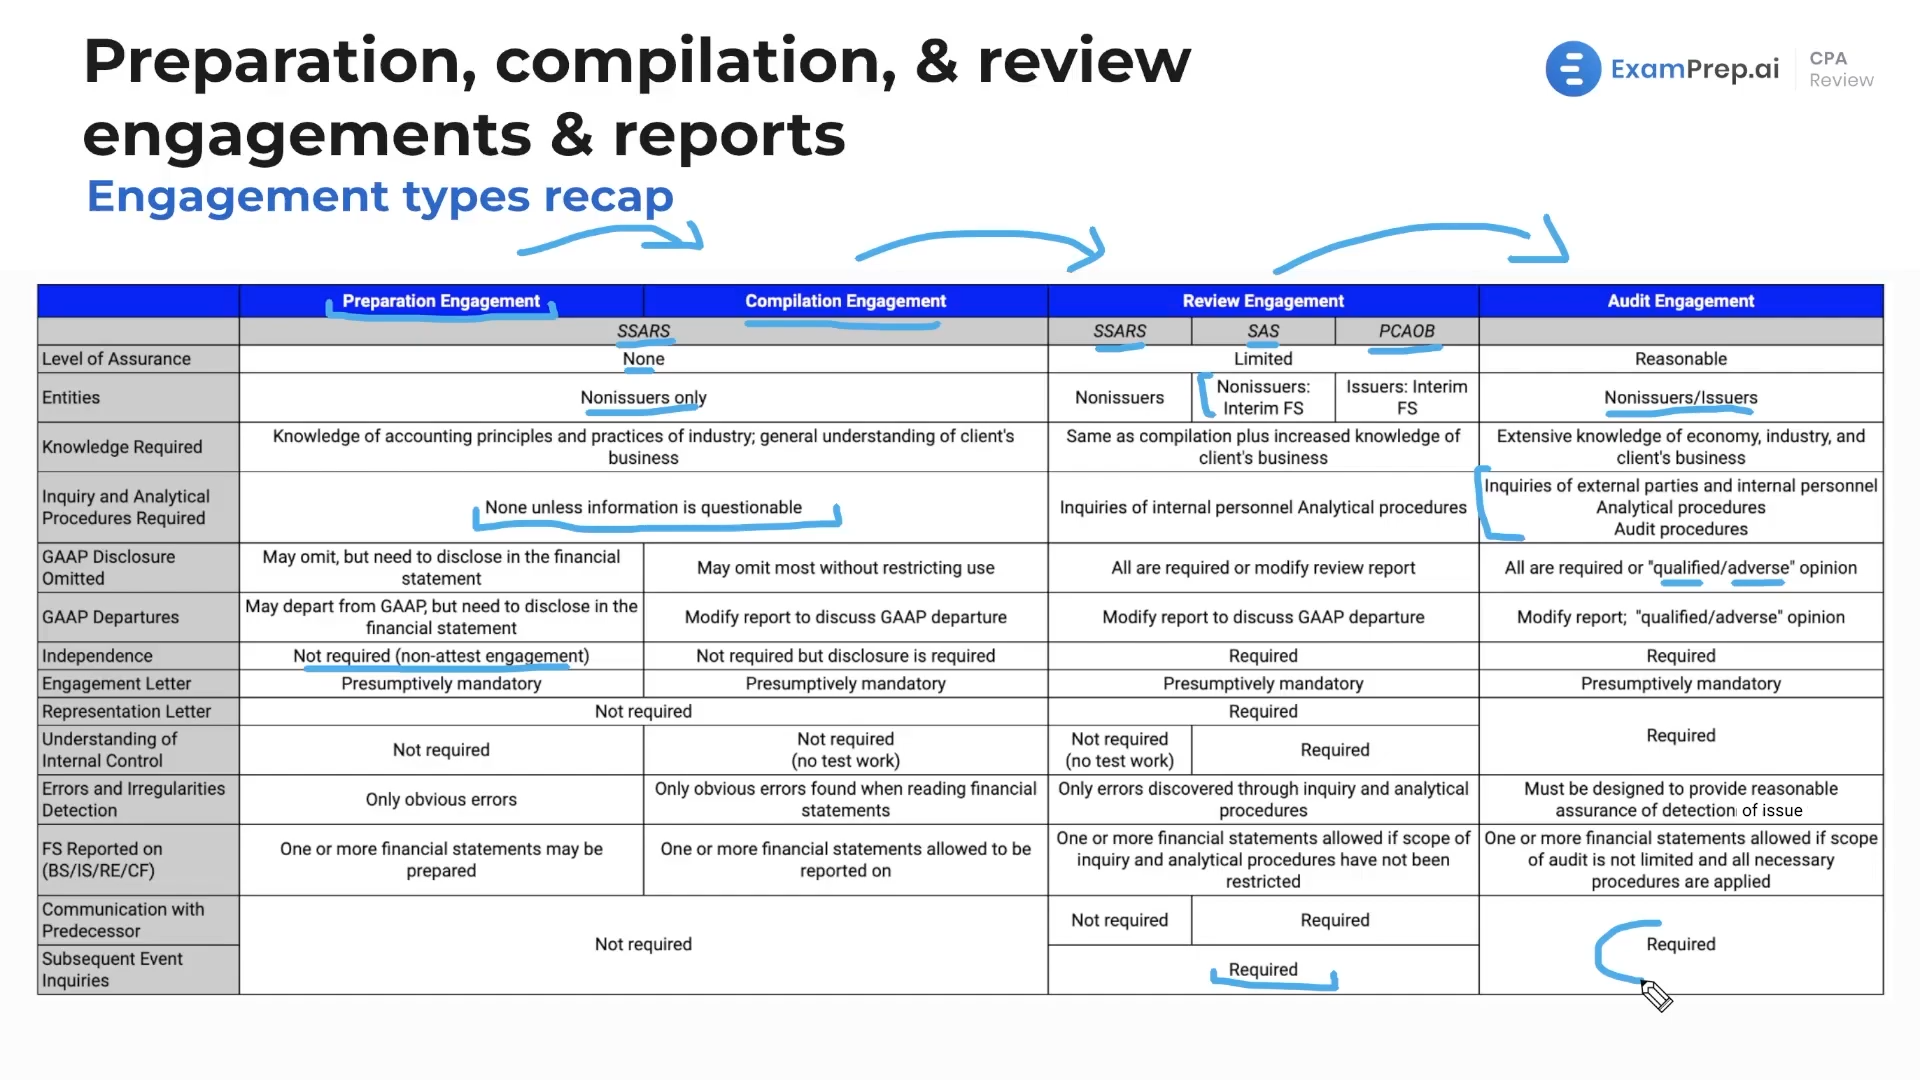 Preparation, compilation, & review
engagements & reports
Engagement types recap
ExamPrep.ai
CPA
Review
Preparation Engagement
Compilation Engagement
Review Engagement
Audit Engagement
SSARS
SSARS
SAS
PCAOB
Level of Assurance
None
Limited
Reasonable
Entities
Nonissuers only
Nonissuers
Nonissuers:
Interim FS
Issuers: Interim
FS
Nonissuers/Issuers
Knowledge Required
Knowledge of accounting principles and practices of industry; general understanding of client's
business
Same as compilation plus increased knowledge of
client's business
Extensive knowledge of economy, industry, and
client's business
Inquiry and Analytical
Procedures Required
None unless information is questionable
Inquiries of internal personnel Analytical procedures
Inquiries of external parties and internal personnel
Analytical procedures
Audit procedures
GAAP Disclosure
Omitted
May omit, but need to disclose in the financial
statement
May omit most without restricting use
All are required or modify review report
All are required or "qualified/adverse" opinion
GAAP Departures
May depart from GAAP, but need to disclose in the
financial statement
Modify report to discuss GAAP departure
Modify report to discuss GAAP departure
Modify report; "qualified/adverse" opinion
Independence
Not required (non-attest engagement)
Not required but disclosure is required
Required
Required
Engagement Letter
Presumptively mandatory
Presumptively mandatory
Presumptively mandatory
Presumptively mandatory
Representation Letter
Not required
Required
Required
Understanding of
Internal Control
Not required
Not required
(no test work)
Not required
(no test work)
Required
Errors and Irregularities
Detection
Only obvious errors
Only obvious errors found when reading financial
statements
Only errors discovered through inquiry and analytical
procedures
Must be designed to provide reasonable
assurance of detection of issue
FS Reported on
(BS/IS/RE/CF)
One or more financial statements may be
prepared
One or more financial statements allowed to be
reported on
One or more financial statements allowed if scope of
inquiry and analytical procedures have not been
restricted
One or more financial statements allowed if scope
of audit is not limited and all necessary
procedures are applied
Communication with
Predecessor
Not required
Not required
Required
Required
Subsequent Event
Inquiries
Required